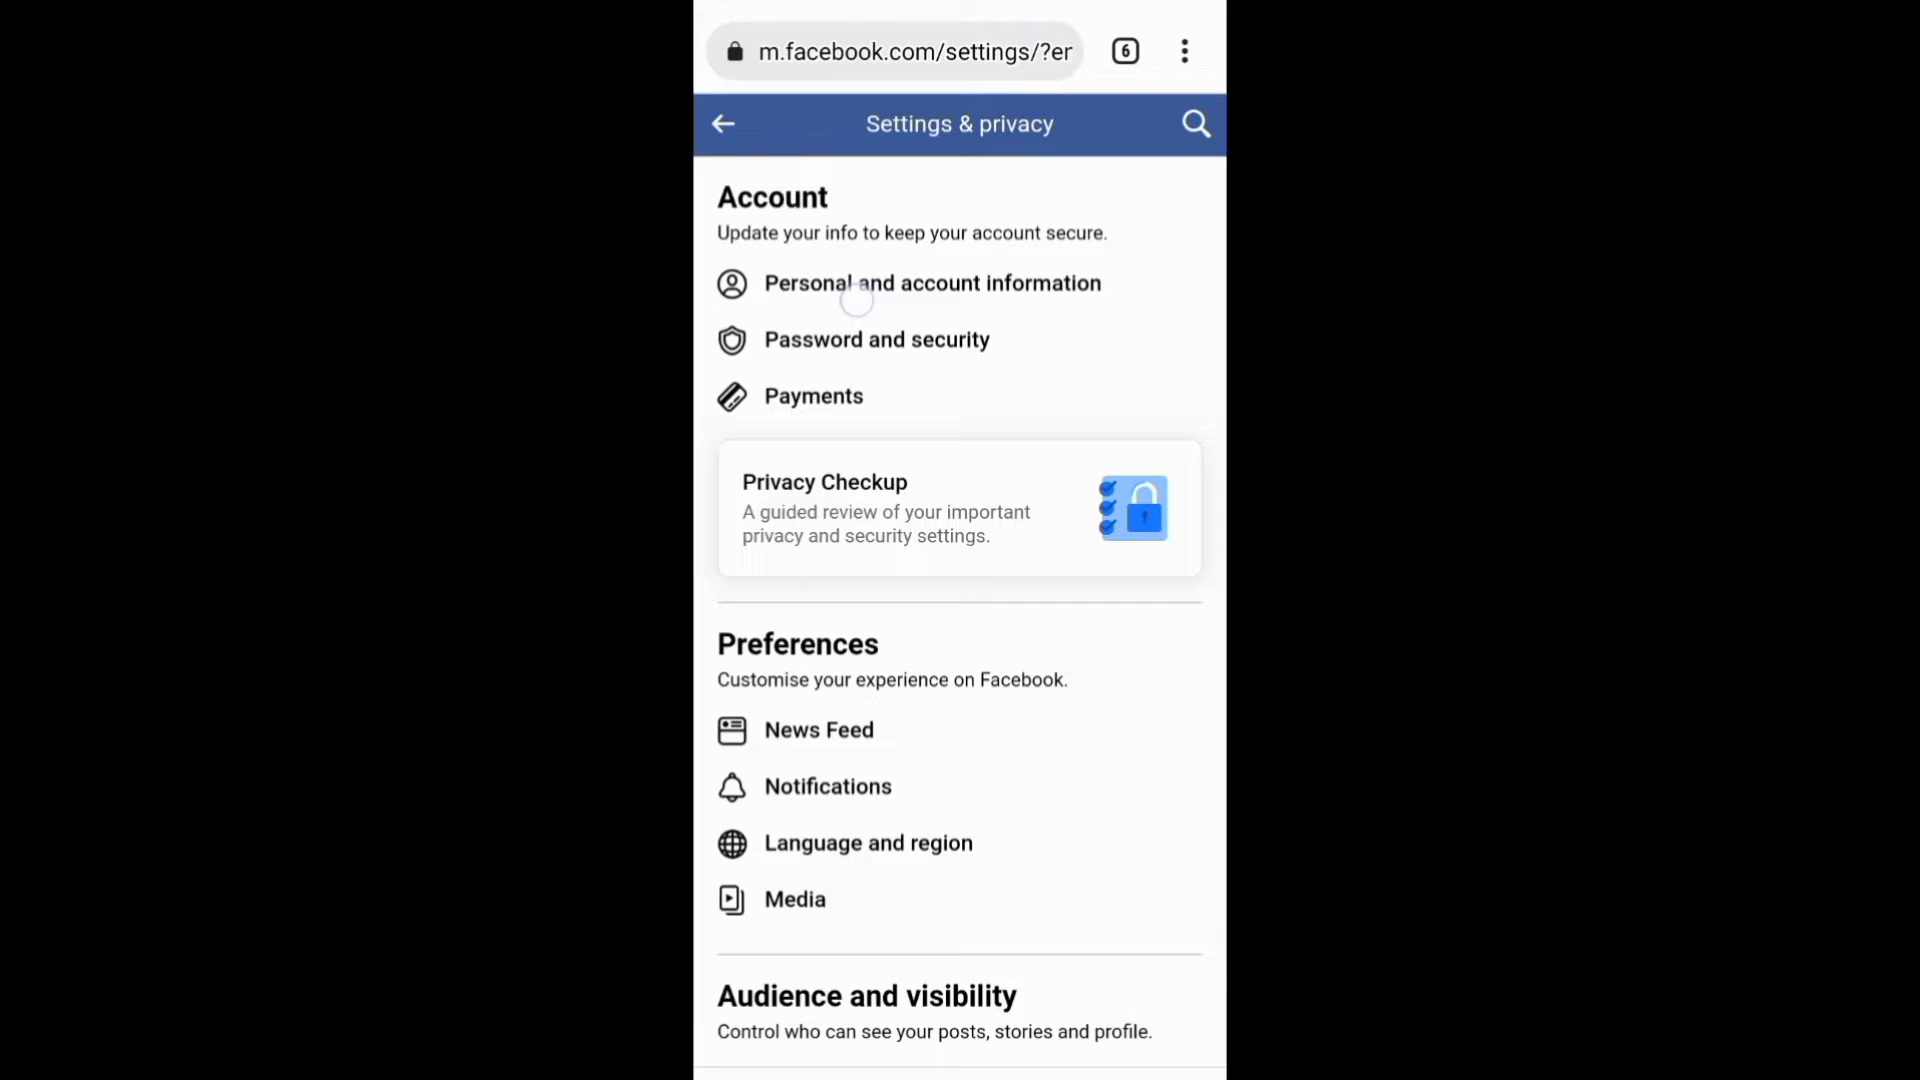 m.facebook.com/settings/?er
6
Settings & privacy
Account
Update your info to keep your account secure.
Personal and account information
Password and security
Payments
Privacy Checkup
A guided review of your important
privacy and security settings.
Preferences
Customise your experience on Facebook.
News Feed
Notifications
Language and region
Media
Audience and visibility
Control who can see your posts, stories and profile.